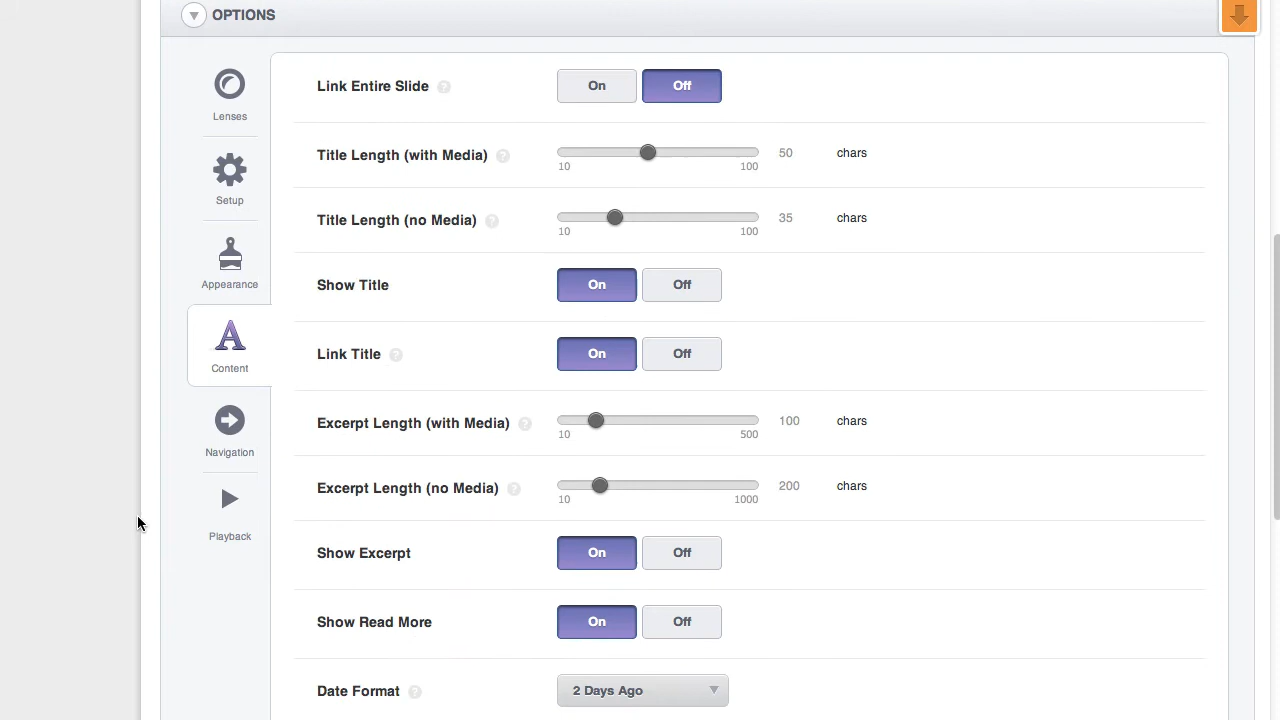 OPTIONS
Lenses
Setup
Appearance
Content
Navigation
Playback
Link Entire Slide ? On Off
Title Length (with Media) ? 50 chars
10 100
Title Length (no Media) ? 35 chars
10 100
Show Title On Off
Link Title ? On Off
Excerpt Length (with Media) ? 100 chars
10 500
Excerpt Length (no Media) ? 200 chars
10 1000
Show Excerpt On Off
Show Read More On Off
Date Format ? 2 Days Ago